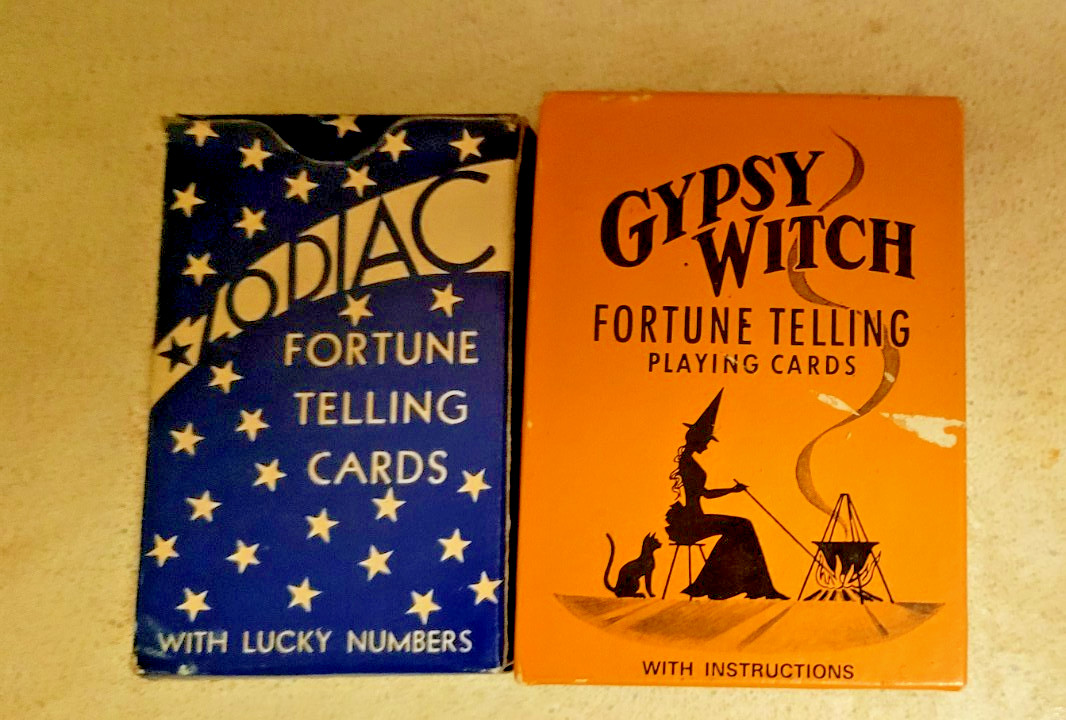 ZODIAC
FORTUNE
TELLING
CARDS
WITH LUCKY NUMBERS
GYPSY
WITCH
FORTUNE TELLING
PLAYING CARDS
WITH INSTRUCTIONS